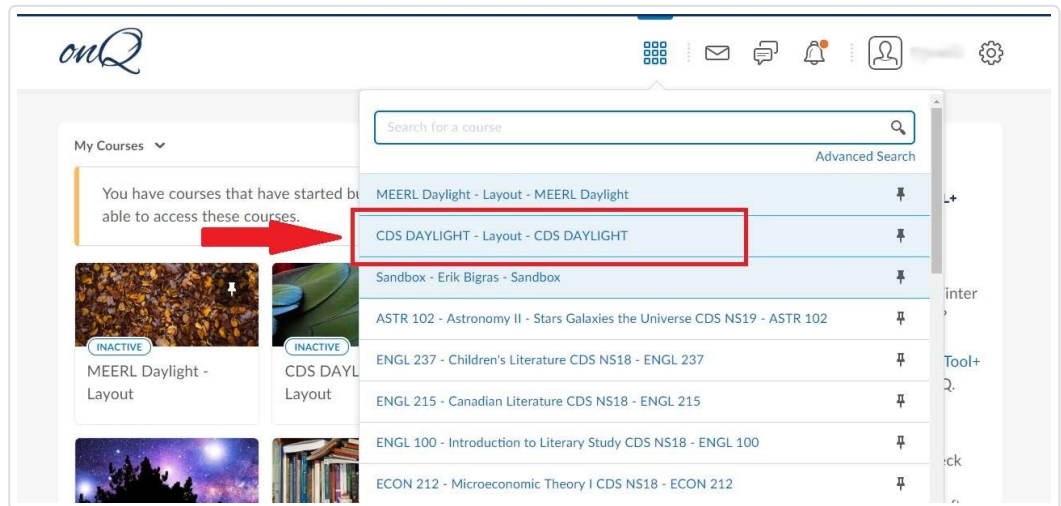 onQ
My Courses
You have courses that have started bu
able to access these courses.
INACTIVE
MEERL Daylight -
Layout
INACTIVE
CDS DAYL
Layout
Search for a course
Advanced Search
MEERL Daylight - Layout - MEERL Daylight
CDS DAYLIGHT - Layout - CDS DAYLIGHT
Sandbox - Erik Bigras - Sandbox
ASTR 102 - Astronomy II - Stars Galaxies the Universe CDS NS19 - ASTR 102
ENGL 237 - Children's Literature CDS NS18 - ENGL 237
ENGL 215 - Canadian Literature CDS NS18 - ENGL 215
ENGL 100 - Introduction to Literary Study CDS NS18 - ENGL 100
ECON 212 - Microeconomic Theory I CDS NS18 - ECON 212
L+
inter
Tool+
Q.
eck